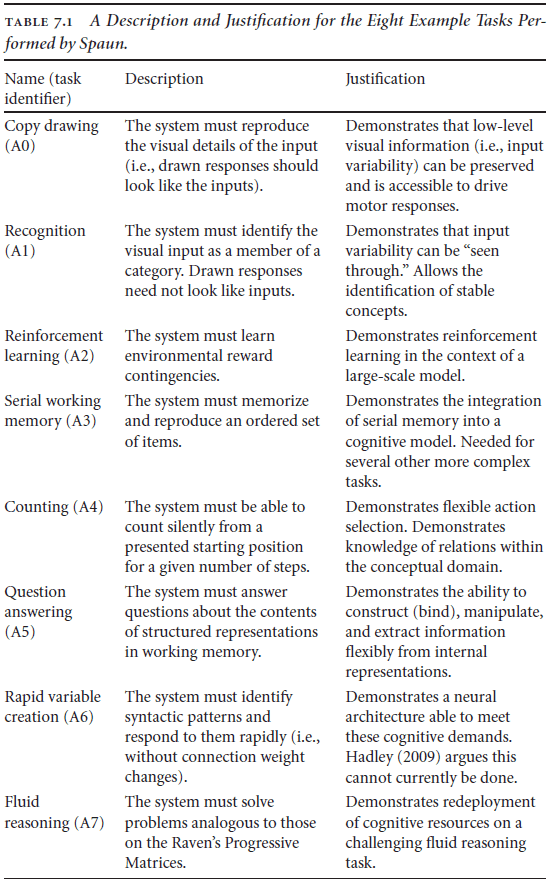 TABLE 7.1 A Description and Justification for the Eight Example Tasks Per-
formed by Spaun.
Name (task identifier) Description Justification
Copy drawing The system must reproduce Demonstrates that low-level
(A0) the visual details of the input visual information (i.e., input
(i.e., drawn responses should variability) can be preserved
look like the inputs). and is accessible to drive
motor responses.
Recognition The system must identify the Demonstrates that input
(A1) visual input as a member of a variability can be “seen
category. Drawn responses through.” Allows the
need not look like inputs. identification of stable
concepts.
Reinforcement The system must learn Demonstrates reinforcement
learning (A2) environmental reward learning in the context of a
contingencies. large-scale model.
Serial working The system must memorize Demonstrates the integration
memory (A3) and reproduce an ordered set of serial memory into a
of items. cognitive model. Needed for
several other more complex
tasks.
Counting (A4) The system must be able to Demonstrates flexible action
count silently from a selection. Demonstrates
presented starting position knowledge of relations within
for a given number of steps. the conceptual domain.
Question The system must answer Demonstrates the ability to
answering questions about the contents construct (bind), manipulate,
(A5) of structured representations and extract information
in working memory. flexibly from internal
representations.
Rapid variable The system must identify Demonstrates a neural
creation (A6) syntactic patterns and architecture able to meet
respond to them rapidly (i.e., these cognitive demands.
without connection weight Hadley (2009) argues this
changes). cannot currently be done.
Fluid The system must solve Demonstrates redeployment
reasoning (A7) problems analogous to those of cognitive resources on a
on the Raven’s Progressive challenging fluid reasoning
Matrices. task.